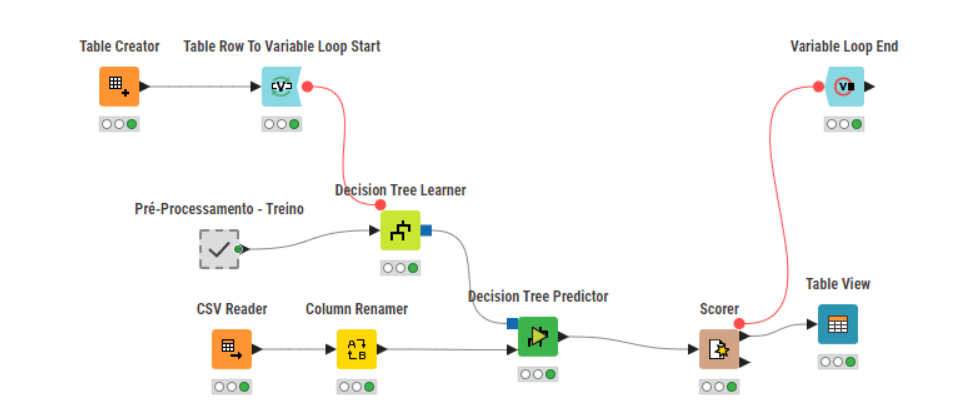 Table Creator
Table Row To Variable Loop Start
Variable Loop End
Decision Tree Learner
Pré-Processamento - Treino
Table View
CSV Reader
Column Renamer
Decision Tree Predictor
Scorer